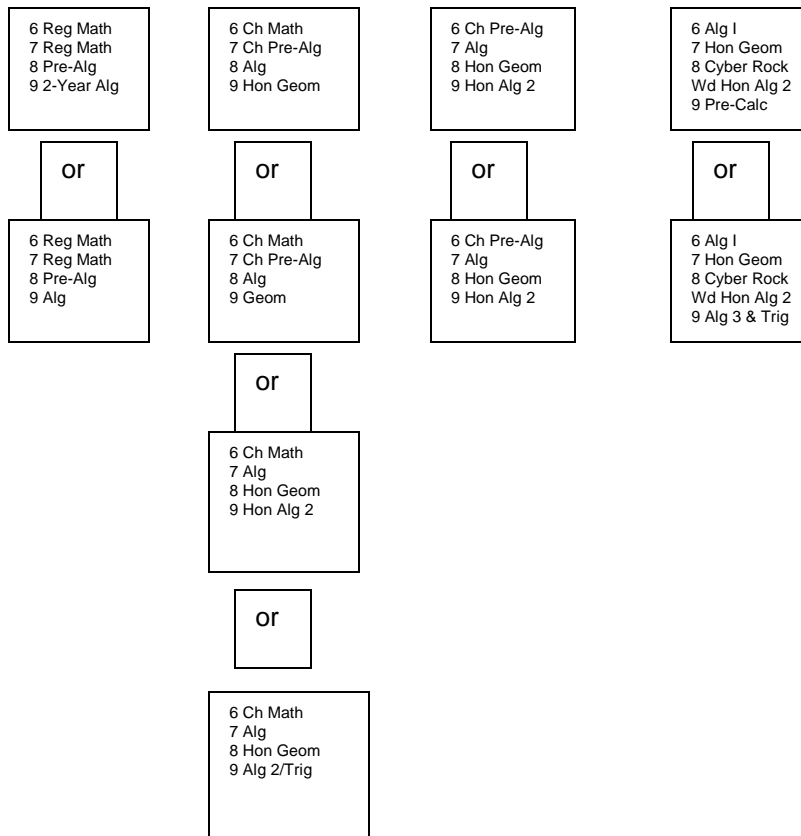 6 Reg Math
7 Reg Math
8 Pre-Alg
9 2-Year Alg
6 Ch Math
7 Ch Pre-Alg
8 Alg
9 Hon Geom
6 Ch Pre-Alg
7 Alg
8 Hon Geom
9 Hon Alg 2
6 Alg I
7 Hon Geom
8 Cyber Rock
Wd Hon Alg 2
9 Pre-Calc
or
or
or
or
6 Reg Math
7 Reg Math
8 Pre-Alg
9 Alg
6 Ch Math
7 Ch Pre-Alg
8 Alg
9 Geom
6 Ch Pre-Alg
7 Alg
8 Hon Geom
9 Hon Alg 2
6 Alg I
7 Hon Geom
8 Cyber Rock
Wd Hon Alg 2
9 Alg 3 & Trig
or
6 Ch Math
7 Alg
8 Hon Geom
9 Hon Alg 2
or
6 Ch Math
7 Alg
8 Hon Geom
9 Alg 2/Trig